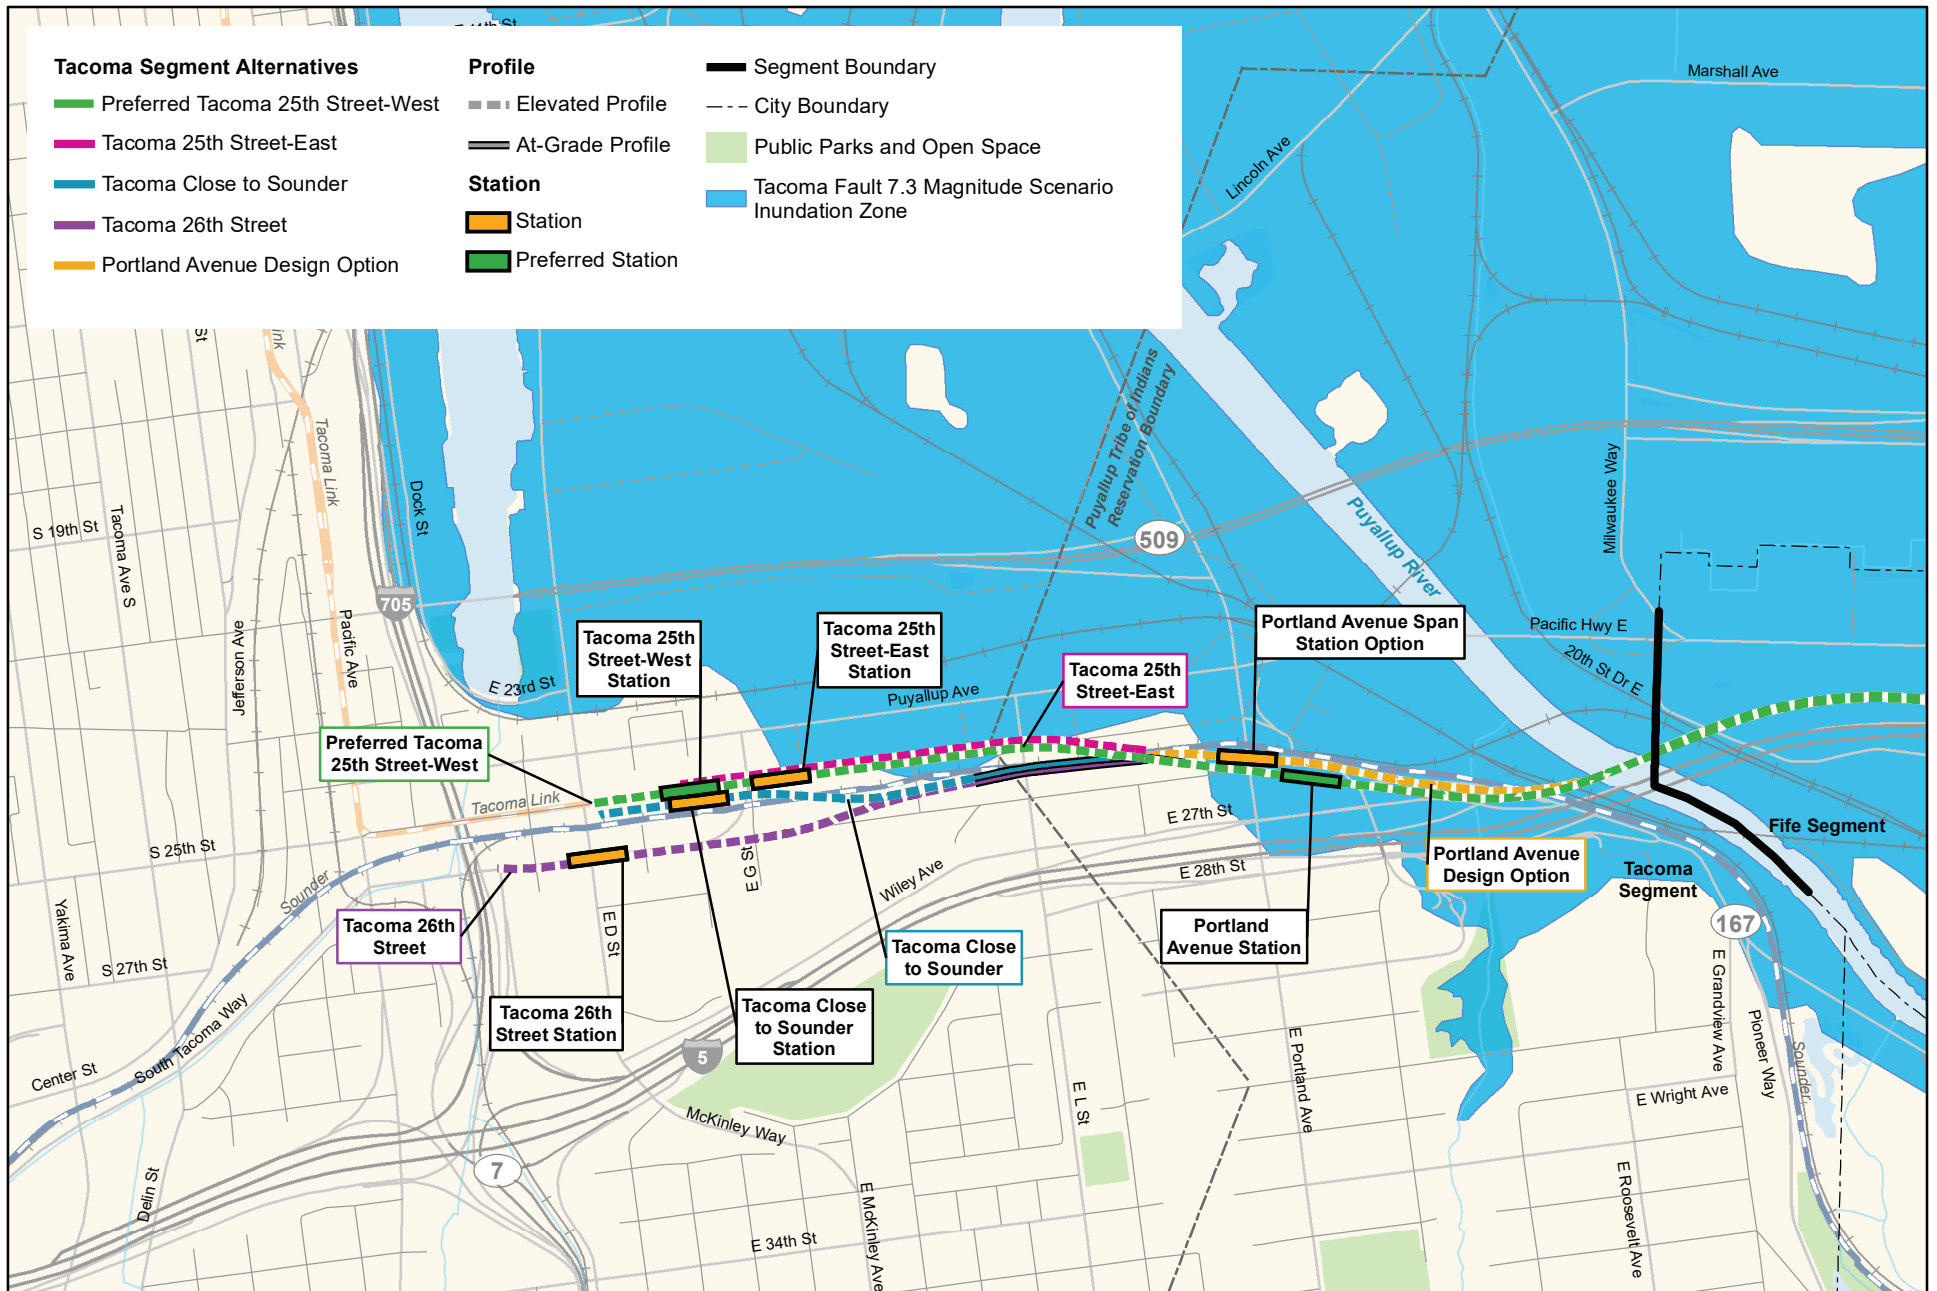 Tacoma Segment Alternatives
Preferred Tacoma 25th Street-West
Tacoma 25th Street-East
Tacoma Close to Sounder
Tacoma 26th Street
Portland Avenue Design Option
Profile
Elevated Profile
At-Grade Profile
Station
Station
Preferred Station
Segment Boundary
City Boundary
Public Parks and Open Space
Tacoma Fault 7.3 Magnitude Scenario
Inundation Zone
Marshall Ave
Lincoln Ave
St
Tacoma Link
Dock St
S 19th St
Tacoma Ave S
Puyallup Tribe of Indians
Reservation Boundary
509
Puyallup River
Milwaukee Way
705
Jefferson Ave
Pacific Ave
Tacoma 25th
Street-West
Station
Tacoma 25th
Street-East
Station
Portland Avenue Span
Station Option
Pacific Hwy E
20th St Dr E
E 23rd St
Puyallup Ave
Tacoma 25th
Street-East
Preferred Tacoma
25th Street-West
Tacoma Link
S 25th St
Sounder
E 27th St
Fife Segment
E G St
Wiley Ave
E 28th St
Portland Avenue
Design Option
Tacoma
Segment
Yakima Ave
Tacoma 26th
Street
E D St
Tacoma Close
to Sounder
Portland
Avenue Station
167
S 27th St
Tacoma 26th
Street Station
Tacoma Close
to Sounder
Station
E Grandview Ave
Pioneer Way
Sounder
South Tacoma Way
Center St
5
E Portland Ave
E L St
E Wright Ave
McKinley Way
7
Delin St
E McKinley Ave
E Roosevelt Ave
E 34th St